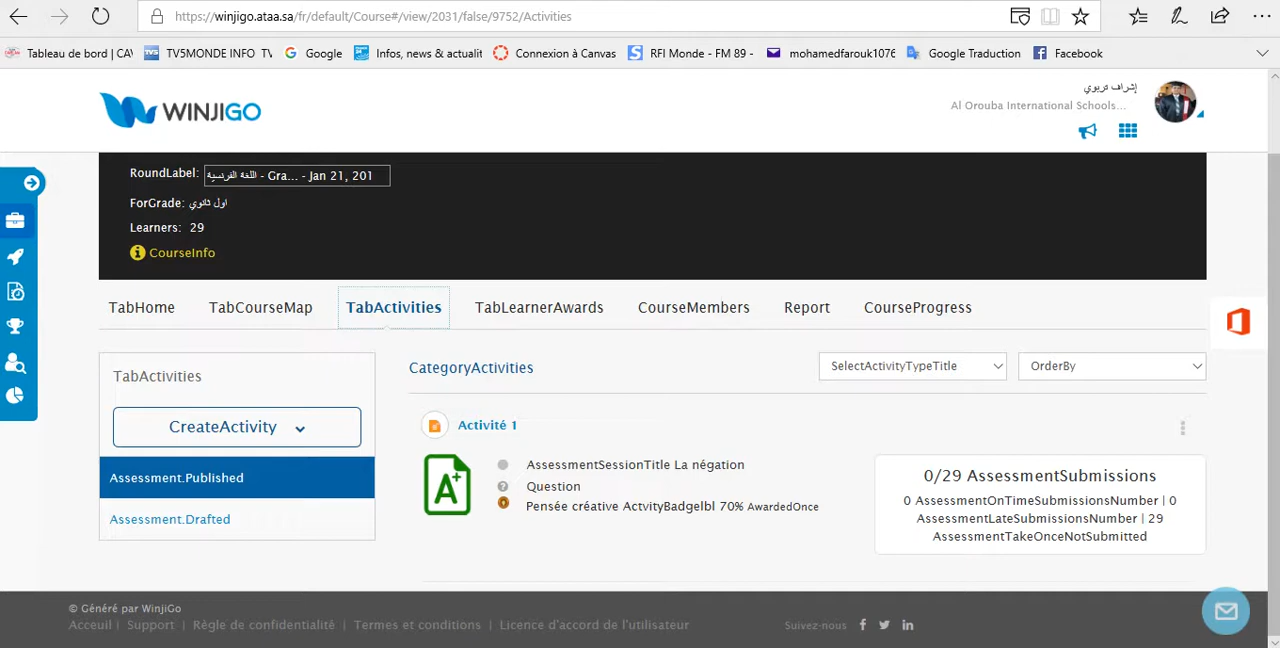 https://winjigo.ataa.sa/fr/default/Course#/view/2031/false/9752/Activities
Tableau de bord | CAV TV5MONDE INFO TV Google Infos, news & actualit Connexion à Canvas RFI Monde - FM 89 - mohamedfarouk1076 Google Traduction Facebook
WINJIGO
إشراف تربوي
Al Orouba International Schools...
RoundLabel: اللغة الفرنسية - Gra... - Jan 21, 201
ForGrade: اول ثانوي
Learners: 29
CourseInfo
TabHome TabCourseMap TabActivities TabLearnerAwards CourseMembers Report CourseProgress
TabActivities
CreateActivity
Assessment.Published
Assessment.Drafted
CategoryActivities
SelectActivityTypeTitle
OrderBy
Activité 1
A+
AssessmentSessionTitle La négation
Question
Pensée créative ActvityBadgelbl 70% AwardedOnce
0/29 AssessmentSubmissions
0 AssessmentOnTimeSubmissionsNumber | 0
AssessmentLateSubmissionsNumber | 29
AssessmentTakeOnceNotSubmitted
© Généré par WinjiGo
Acceuil | Support | Règle de confidentialité | Termes et conditions | Licence d'accord de l'utilisateur
Suivez-nous